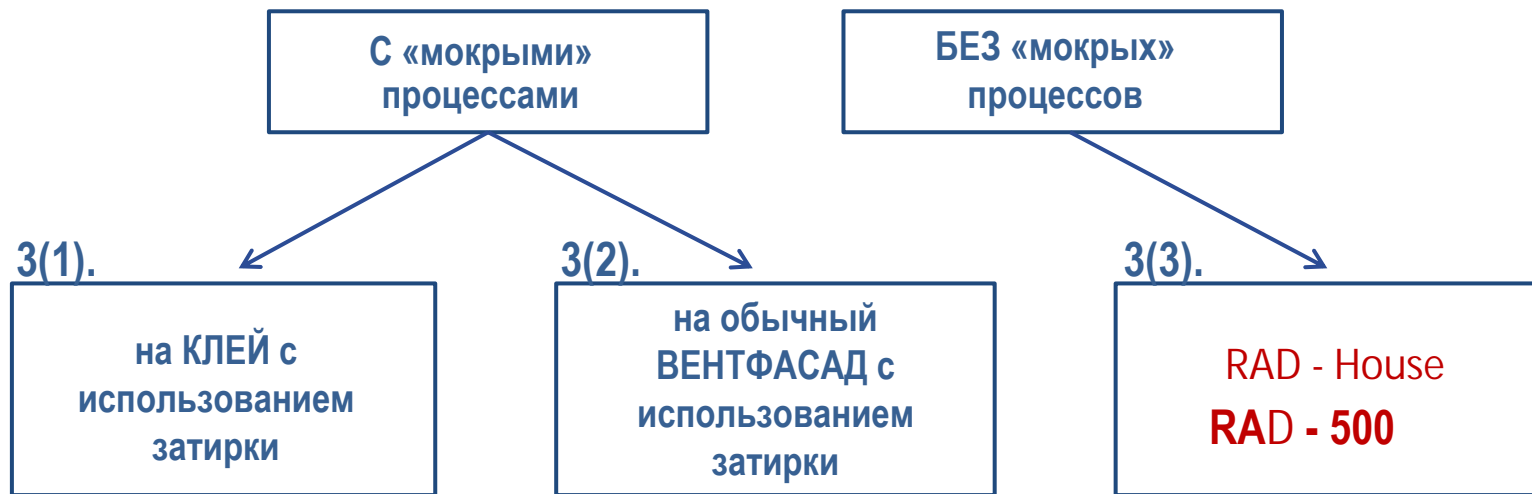 С «мокрыми»
процессами
БЕЗ «мокрых»
процессов
3(1).
на КЛЕЙ с
использованием
затирки
3(2).
на обычный
ВЕНТФАСАД с
использованием
затирки
3(3).
RAD - House
RAD - 500